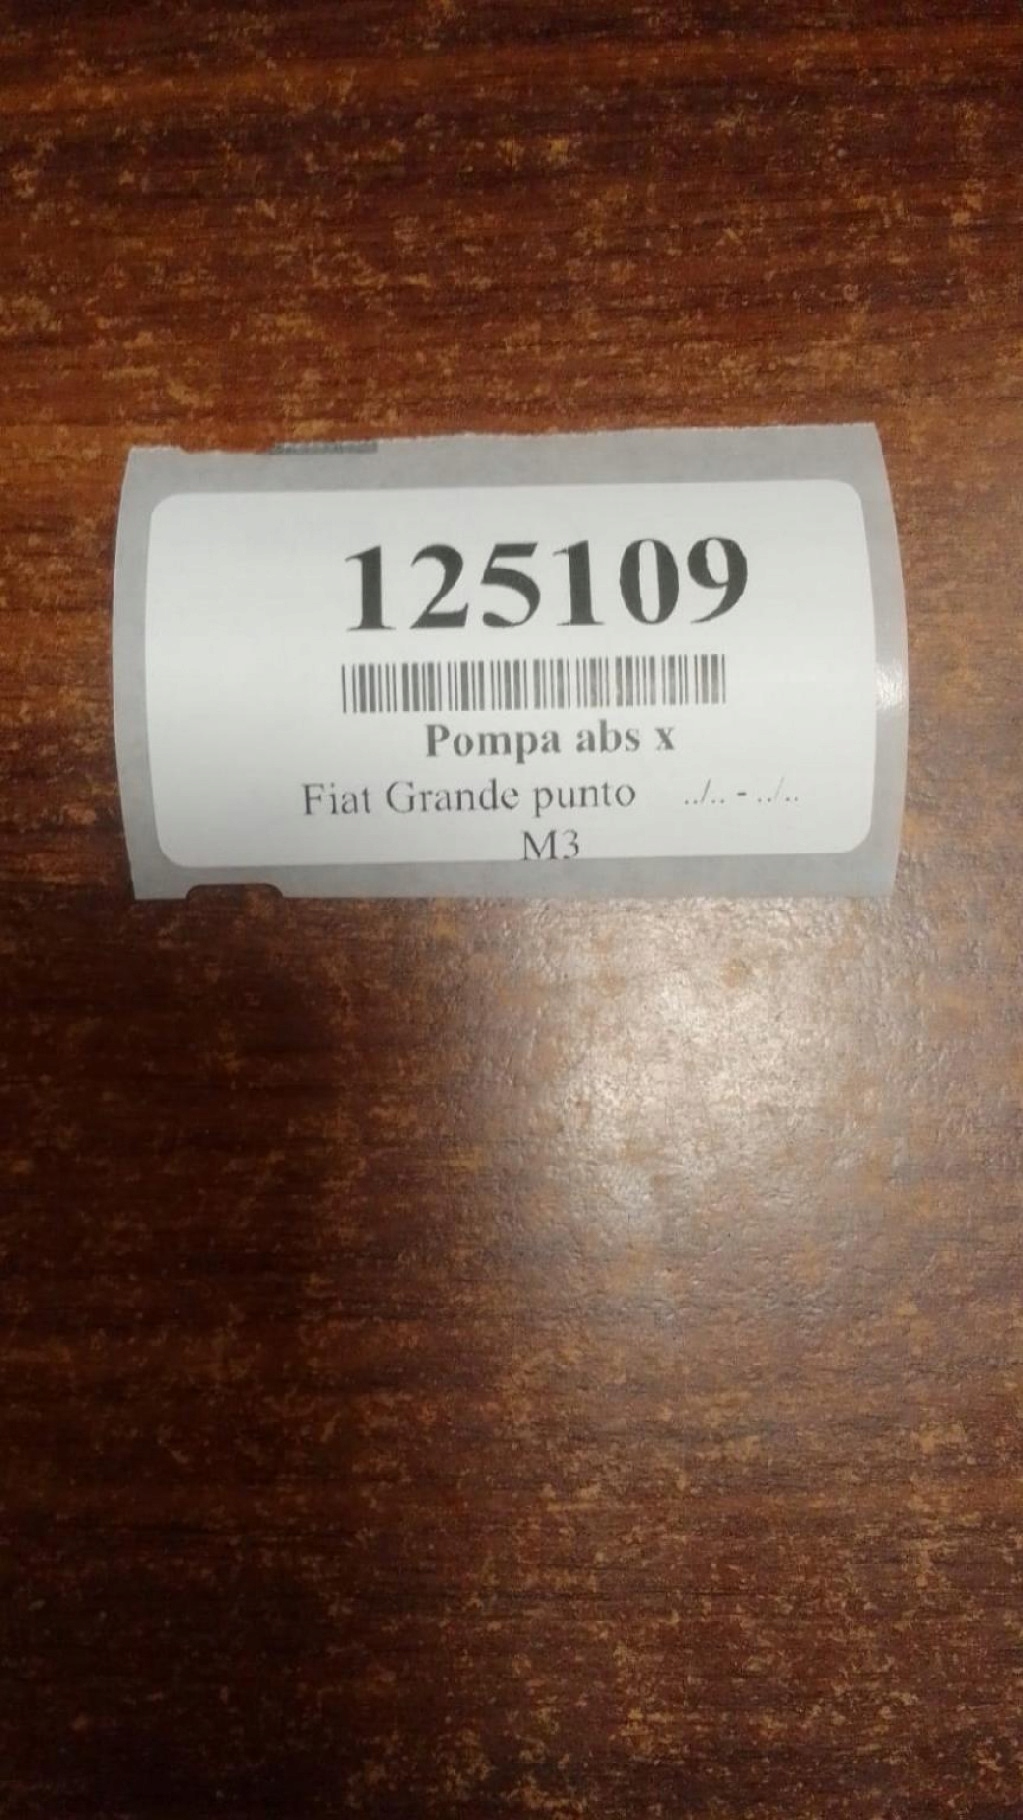 125109
Pompa abs x
Fiat Grande punto ../.. - ../..
M3